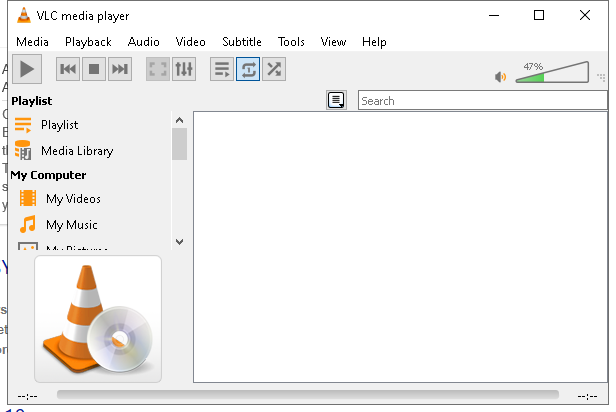 VLC media player
Media Playback Audio Video Subtitle Tools View Help
47%
Playlist
Search
Playlist
Media Library
My Computer
My Videos
My Music
My Pictures
--:-- --:--